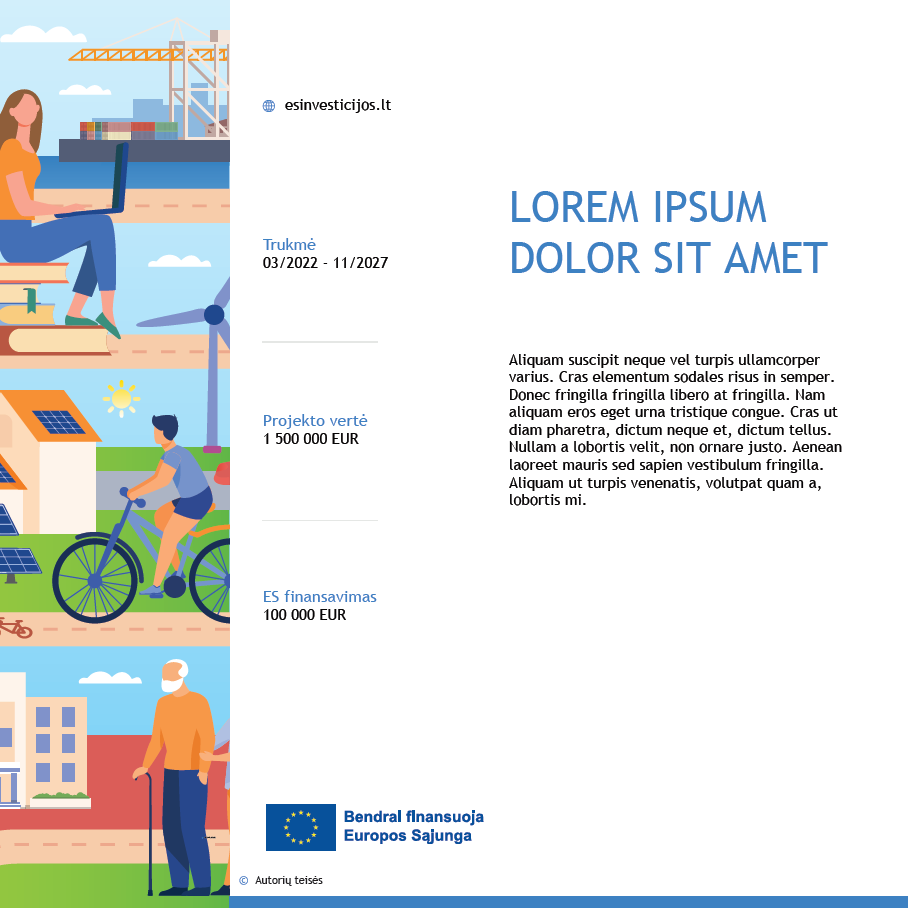 esinvesticijos.lt
Trukmė
03/2022 - 11/2027
Projekto vertė
1 500 000 EUR
ES finansavimas
100 000 EUR
LOREM IPSUM
DOLOR SIT AMET
Aliquam suscipit neque vel turpis ullamcorper
varius. Cras elementum sodales risus in semper.
Donec fringilla fringilla libero at fringilla. Nam
aliquam eros eget urna tristique congue. Cras ut
diam pharetra, dictum neque et, dictum tellus.
Nullam a lobortis velit, non ornare justo. Aenean
laoreet mauris sed sapien vestibulum fringilla.
Aliquam ut turpis venenatis, volutpat quam a,
lobortis mi.
Bendrai finansuoja
Europos Sąjunga
© Autorių teisės